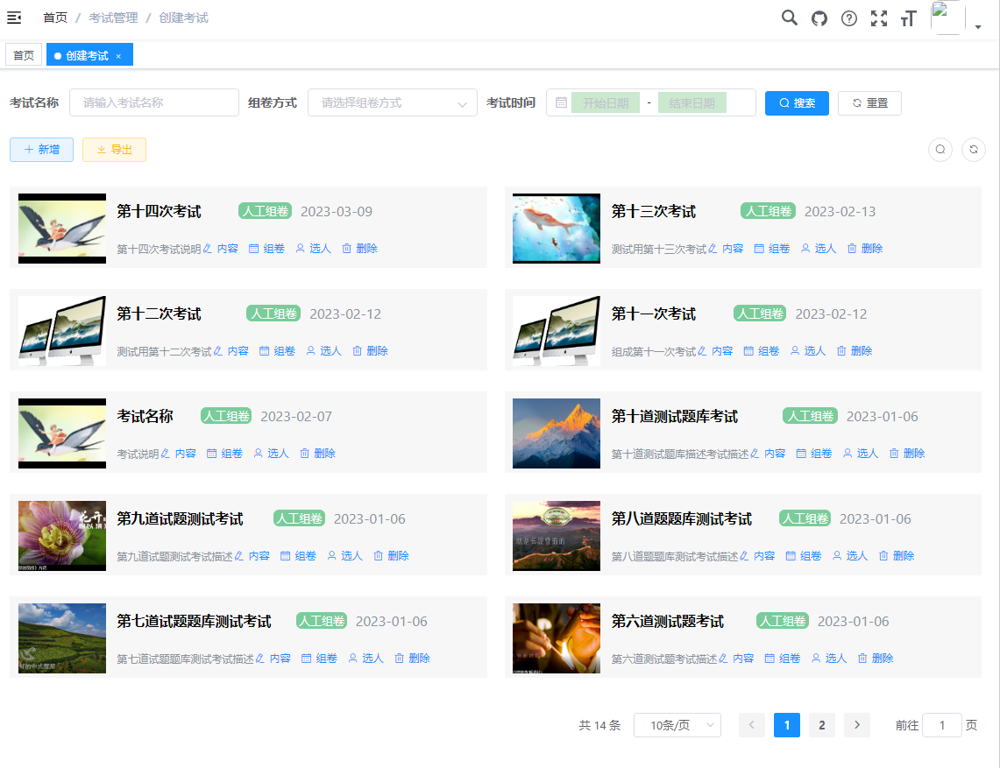 首页 / 考试管理 / 创建考试
首页 创建考试 ×
考试名称 请输入考试名称 组卷方式 请选择组卷方式 考试时间 开始日期 - 结束日期 搜索 重置
新增 导出
第十四次考试 人工组卷 2023-03-09
第十四次考试说明 内容 组卷 选人 删除
第十三次考试 人工组卷 2023-02-13
测试用第十三次考试 内容 组卷 选人 删除
第十二次考试 人工组卷 2023-02-12
测试用第十二次考试 内容 组卷 选人 删除
第十一次考试 人工组卷 2023-02-12
组成第十一次考试 内容 组卷 选人 删除
考试名称 人工组卷 2023-02-07
考试说明 内容 组卷 选人 删除
第十道测试题库考试 人工组卷 2023-01-06
第十道测试题库描述考试描述 内容 组卷 选人 删除
第九道试题测试考试 人工组卷 2023-01-06
第九道试题测试考试描述 内容 组卷 选人 删除
第八道题题库测试考试 人工组卷 2023-01-06
第八道题题库测试考试描述 内容 组卷 选人 删除
第七道试题题库测试考试 人工组卷 2023-01-06
第七道试题题库测试考试描述 内容 组卷 选人 删除
第六道测试题考试 人工组卷 2023-01-06
第六道测试题考试描述 内容 组卷 选人 删除
共 14 条 10条/页 1 2 前往 1 页